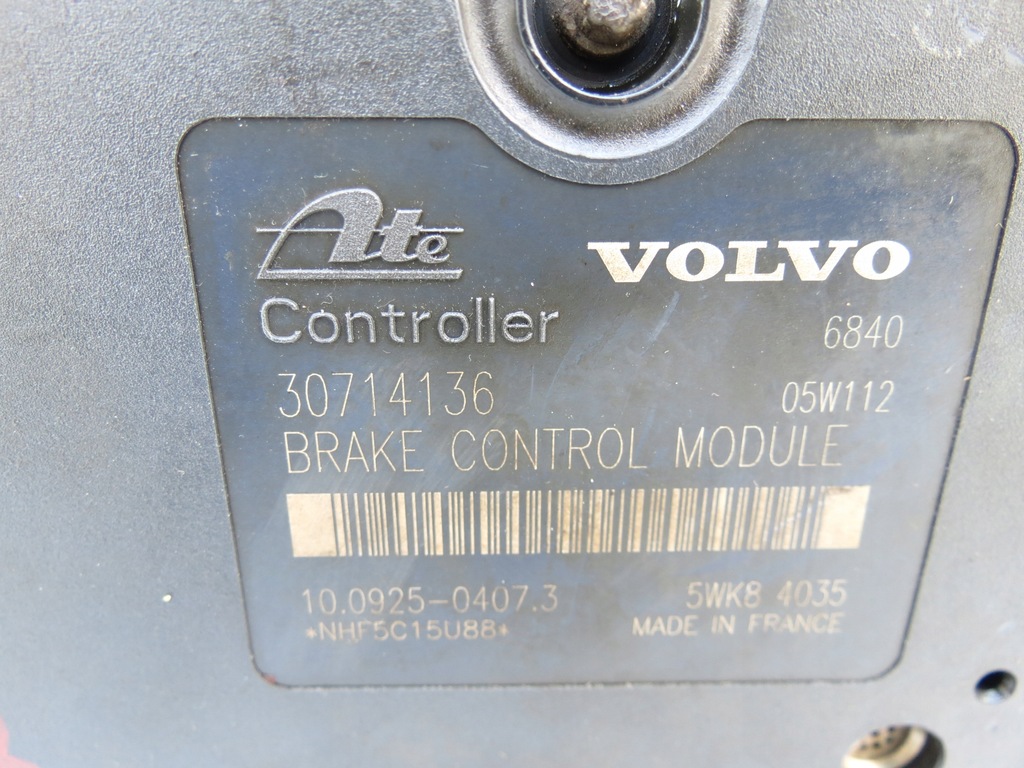 Ate VOLVO
Controller 6840
30714136 05W112
BRAKE CONTROL MODULE
10.0925-0407.3 5WK8 4035
*NHF5C15U88* MADE IN FRANCE